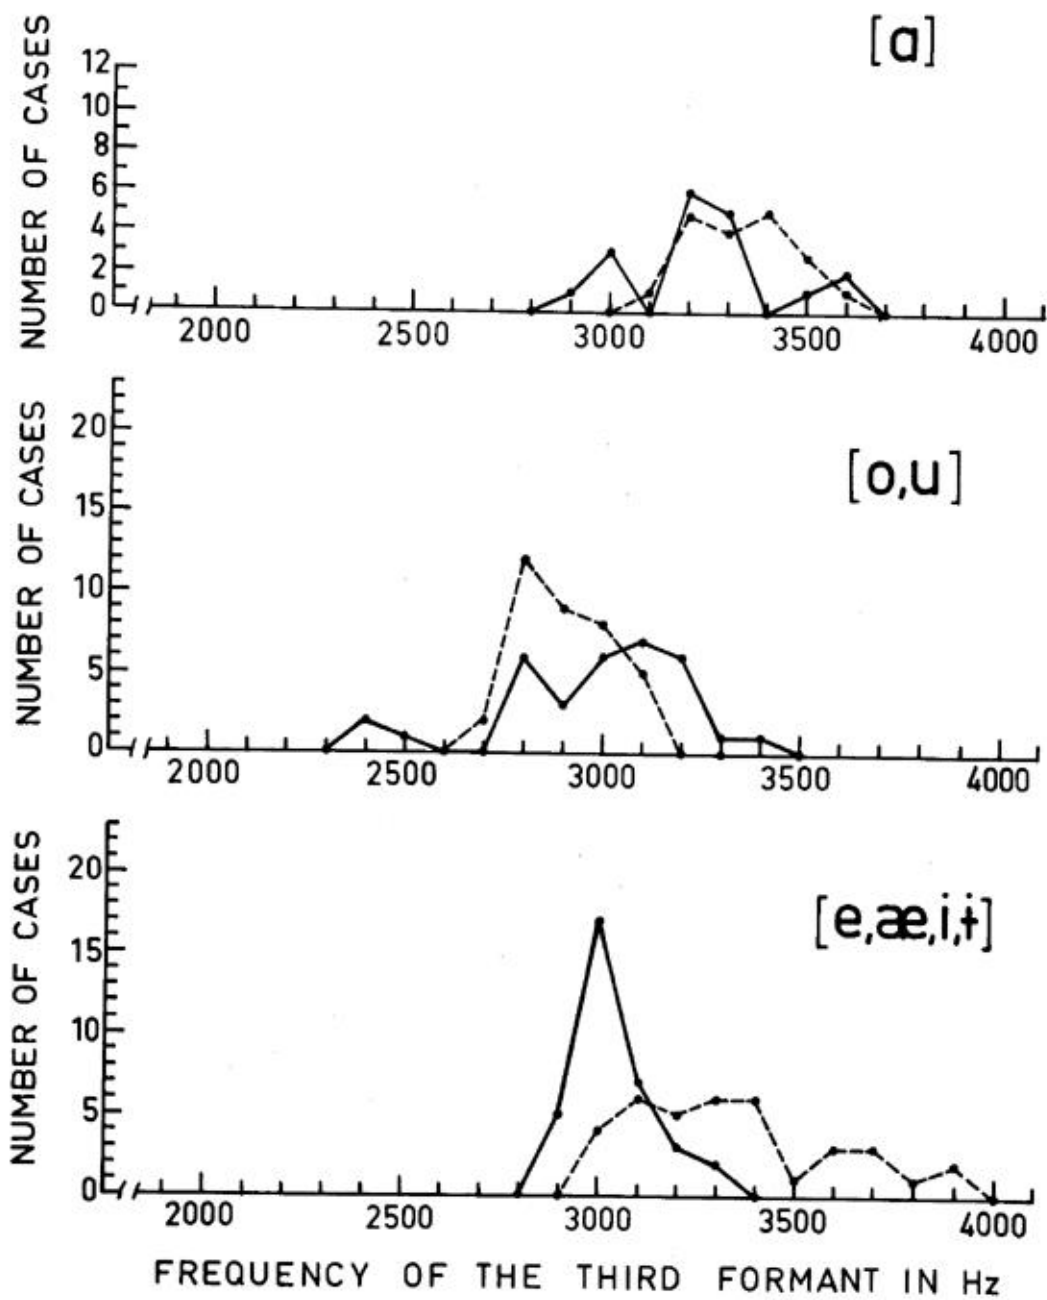 [a]
NUMBER OF CASES
12
10
8
6
4
2
0
2000 2500 3000 3500 4000
[o,u]
NUMBER OF CASES
20
15
10
5
0
2000 2500 3000 3500 4000
[e,æ,i,ɨ]
NUMBER OF CASES
20
15
10
5
0
2000 2500 3000 3500 4000
FREQUENCY OF THE THIRD FORMANT IN Hz